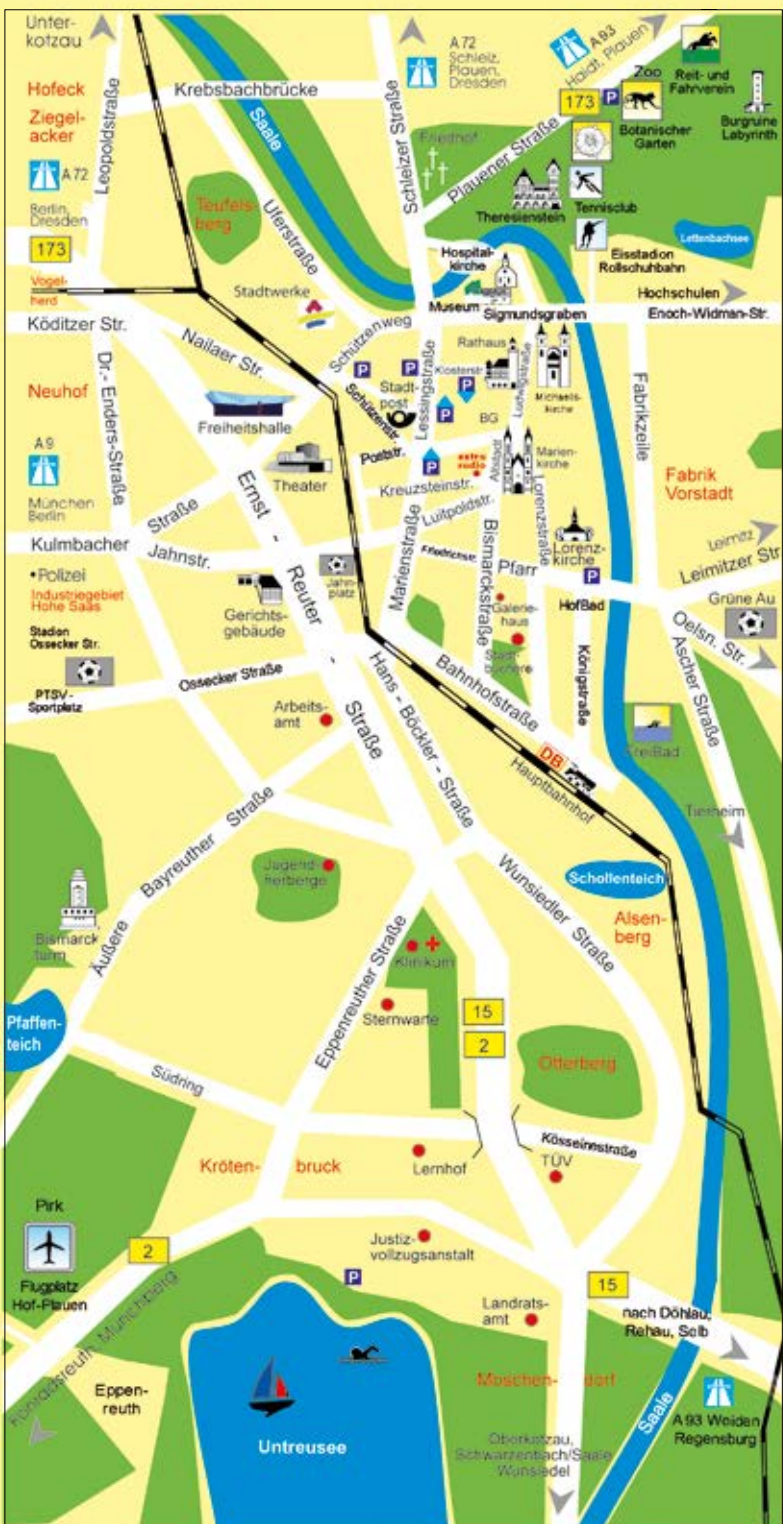 Unter-
kotzau
A 72
Schleiz,
Plauen,
Dresden
A 93
Haidt, Plauen
Zoo
Reit- und
Fahrverein
Hofeck
Krebsbachbrücke
173
P
Burgruine
Labyrinth
Ziegel-
acker
Leopoldstraße
Saale
Schleizer Straße
Friedhof
Botanischer
Garten
Plauener Straße
A 72
Teufels-
berg
Uferstraße
Theresienstein
Tennisclub
Berlin,
Dresden
173
Lettenbachsee
Hospital-
kirche
Eisstadion
Rollschuhbahn
Vogel-
herd
Stadtwerke
Museum
Hochschulen
Sigmundsgraben
Enoch-Widman-Str.
Köditzer Str.
Nailaer Str.
Schützenweg
Rathaus
P
P
Klosterstr.
Dr.- Enders-Straße
Stadt-
post
P
Lessingstraße
Ludwigstraße
Michaelis-
kirche
Neuhof
Schützenstr.
P
Fabrikzeile
Freiheitshalle
BG
A 9
Poststr.
extra
radio
Altstadt
Marien-
kirche
Theater
P
Fabrik
Vorstadt
München
Berlin
Kreuzsteinstr.
Luitpoldstr.
Lorenzstraße
Ernst - Reuter - Straße
Kulmbacher Straße
Jahnstr.
Marienstraße
Friedrichstr.
Bismarckstraße
Pfarr
Lorenz-
kirche
Leimitz
Leimitzer Str
•Polizei
Jahn-
platz
P
Industriegebiet
Hohe Saas
Gerichts-
gebäude
Galerie-
haus
HofBad
Grüne Au
Stadion
Ossecker Str.
Stadt-
bücherei
Oelsn. Str.
Ossecker Straße
Hans - Böckler - Straße
Bahnhofstraße
Königstraße
Ascher Straße
PTSV -
Sportplatz
Arbeits-
amt
FreiBad
DB
Hauptbahnhof
Tierheim
Äußere Bayreuther Straße
Jugend-
herberge
Wunsiedler Straße
Schollenteich
Bismarck
turm
Alsen-
berg
Eppenreuther Straße
Klinikum
Pfaffen-
teich
Sternwarte
15
2
Otterberg
Südring
Kösseinestraße
Kröten- bruck
Lernhof
TÜV
Pirk
Justiz-
vollzugsanstalt
2
Flugplatz
Hof-Plauen
P
15
Landrats-
amt
nach Döhlau,
Rehau, Selb
Konradsreuth Münchberg
Eppen-
reuth
Moschen- dorf
Saale
A 93 Weiden
Regensburg
Untreusee
Oberkotzau,
Schwarzenbach/Saale
Wunsiedel